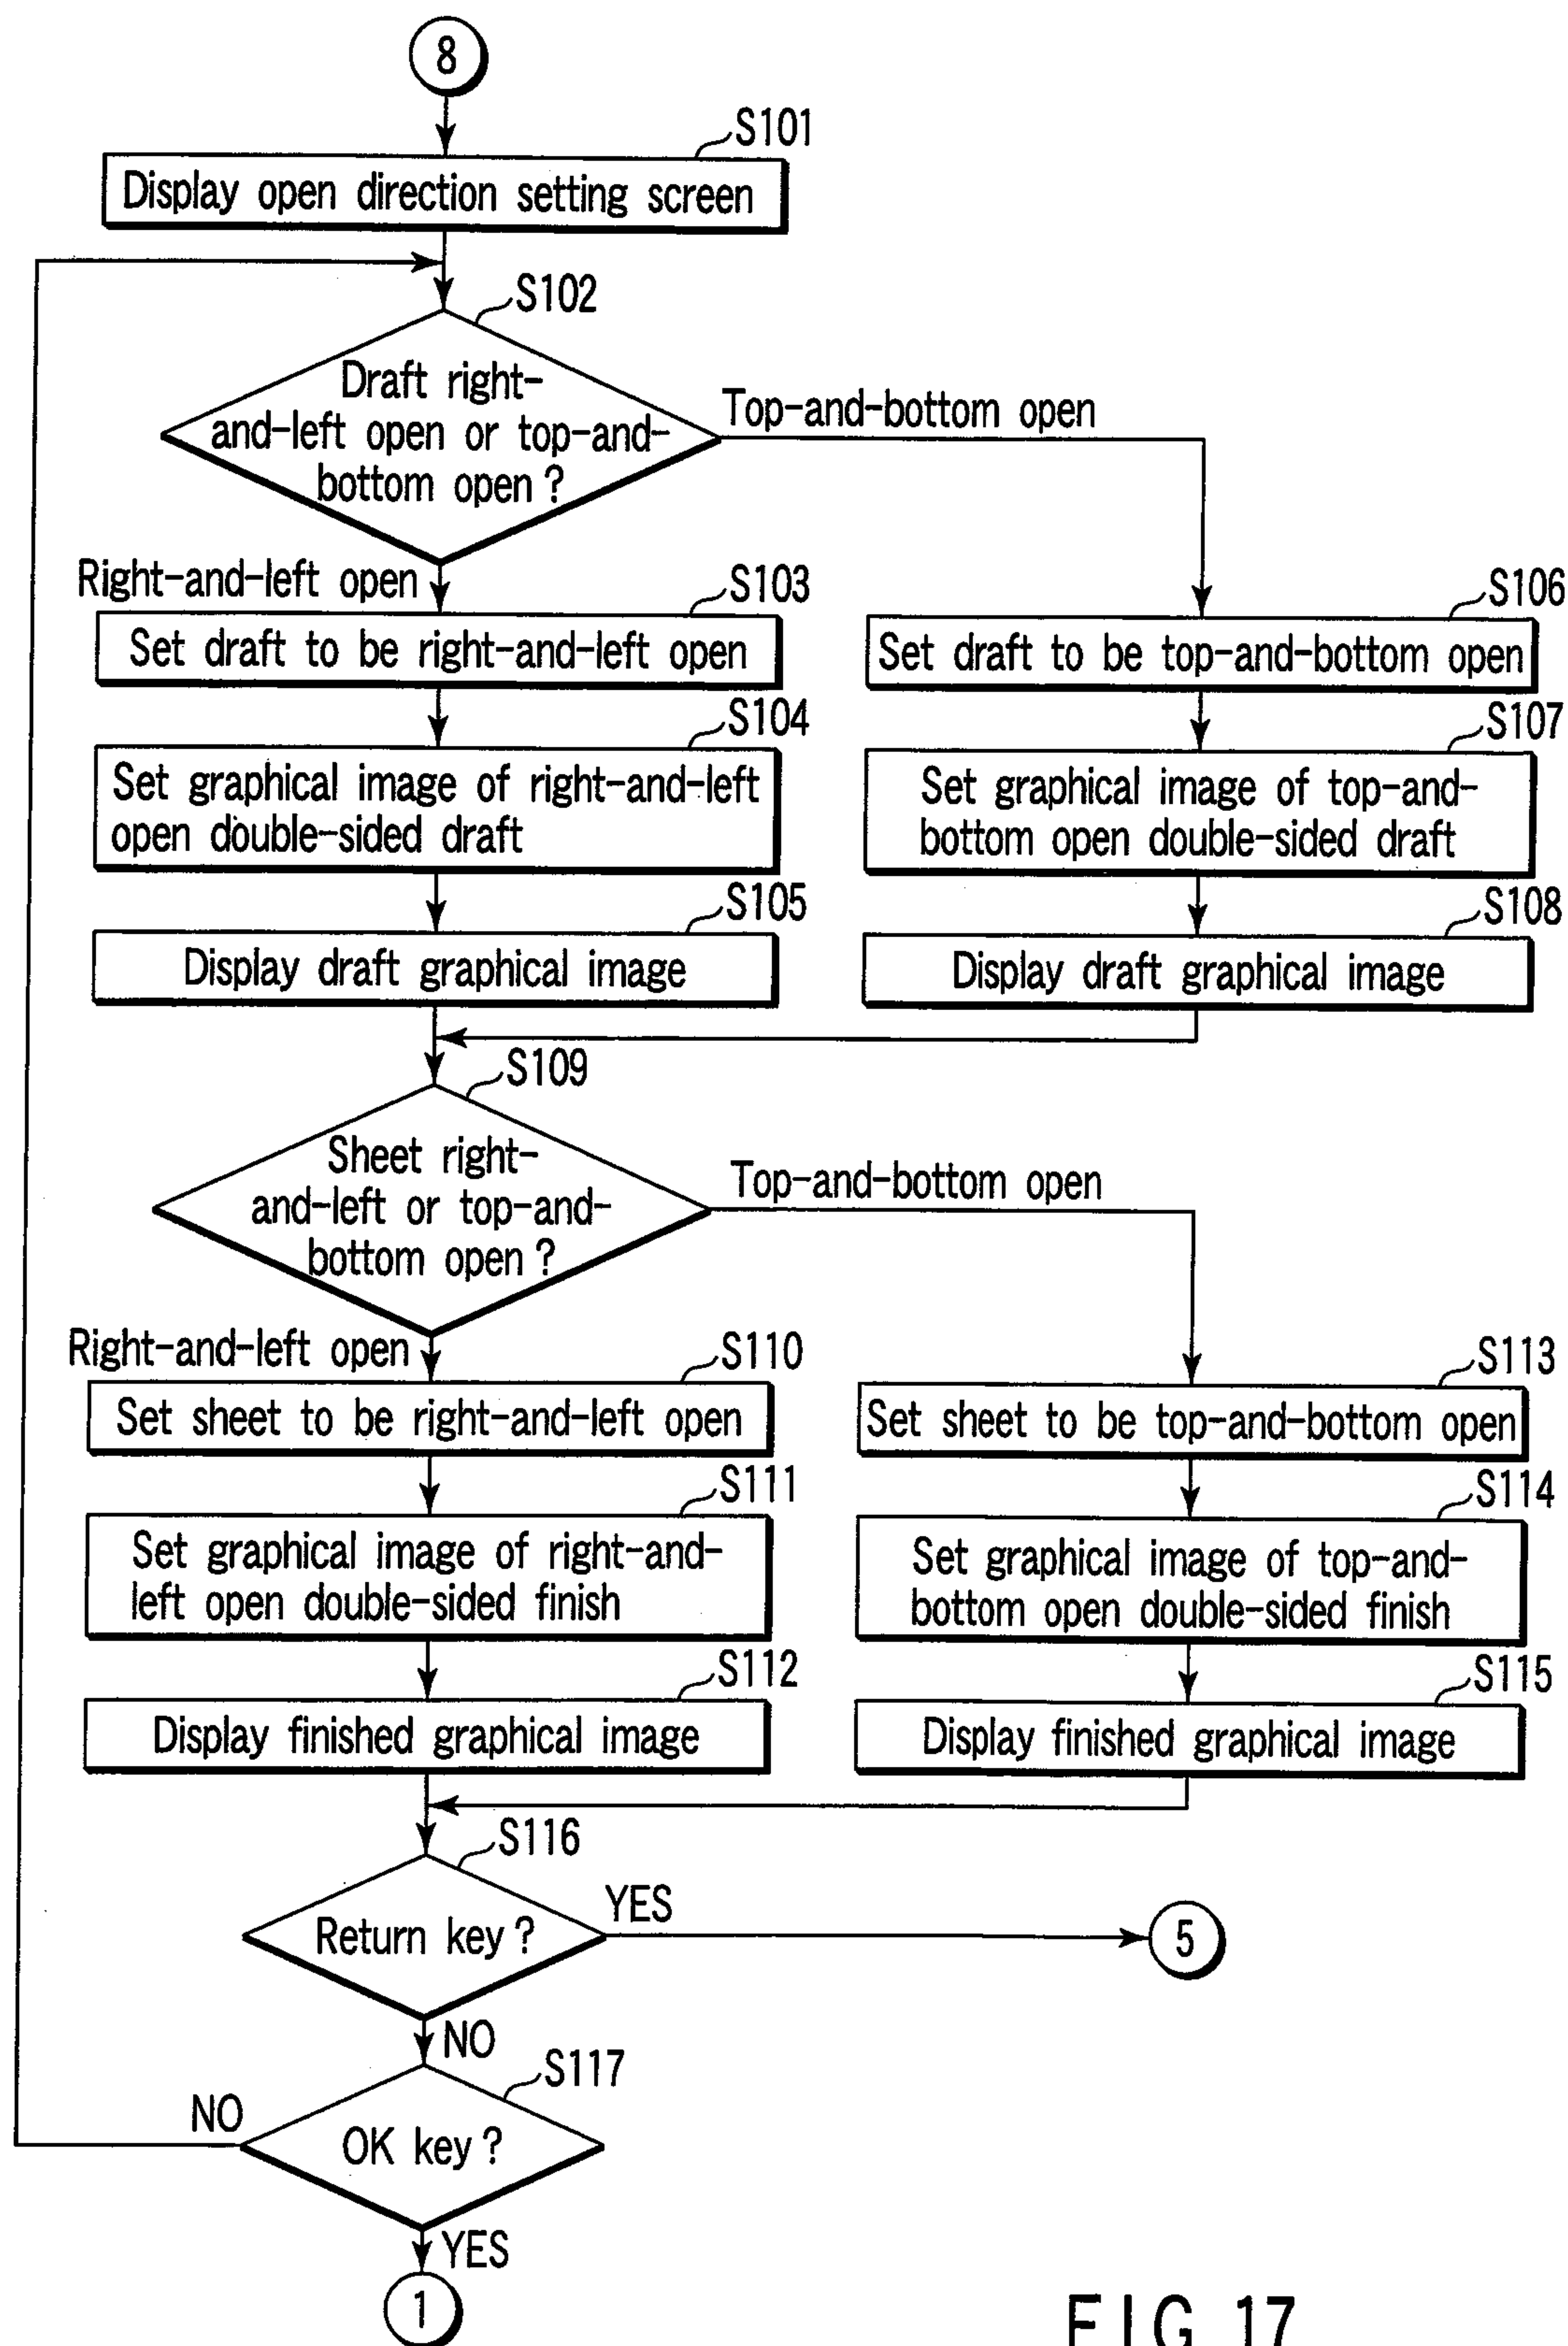 8
S101
Display open direction setting screen
S102
Draft right-
and-left open or top-and-
bottom open ?
Top-and-bottom open
Right-and-left open
S103
Set draft to be right-and-left open
S106
Set draft to be top-and-bottom open
S104
Set graphical image of right-and-left
open double-sided draft
S107
Set graphical image of top-and-
bottom open double-sided draft
S105
Display draft graphical image
S108
Display draft graphical image
S109
Sheet right-
and-left or top-and-
bottom open ?
Top-and-bottom open
Right-and-left open
S110
Set sheet to be right-and-left open
S113
Set sheet to be top-and-bottom open
S111
Set graphical image of right-and-
left open double-sided finish
S114
Set graphical image of top-and-
bottom open double-sided finish
S112
Display finished graphical image
S115
Display finished graphical image
S116
Return key ?
YES
5
NO
S117
OK key ?
NO
YES
1
FIG. 17